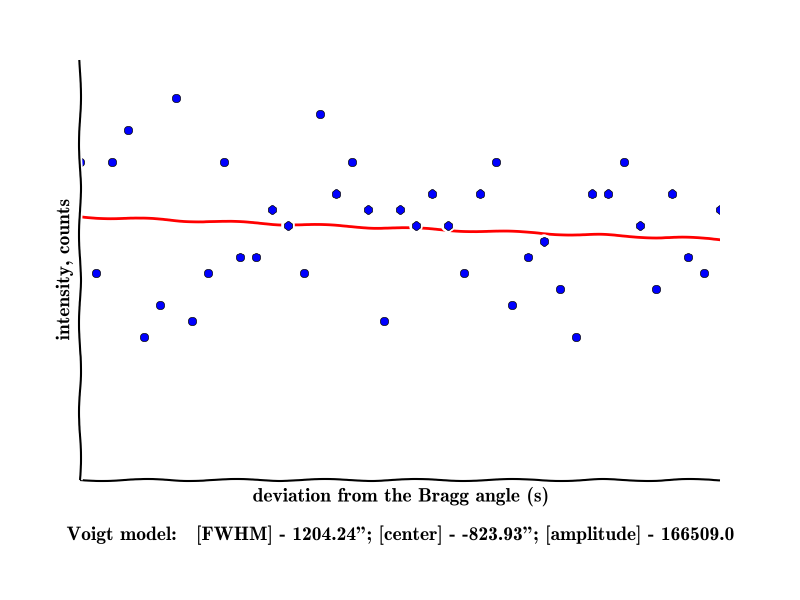 intensity, counts
deviation from the Bragg angle (s)
Voigt model: [FWHM] - 1204.24”; [center] - -823.93”; [amplitude] - 166509.0